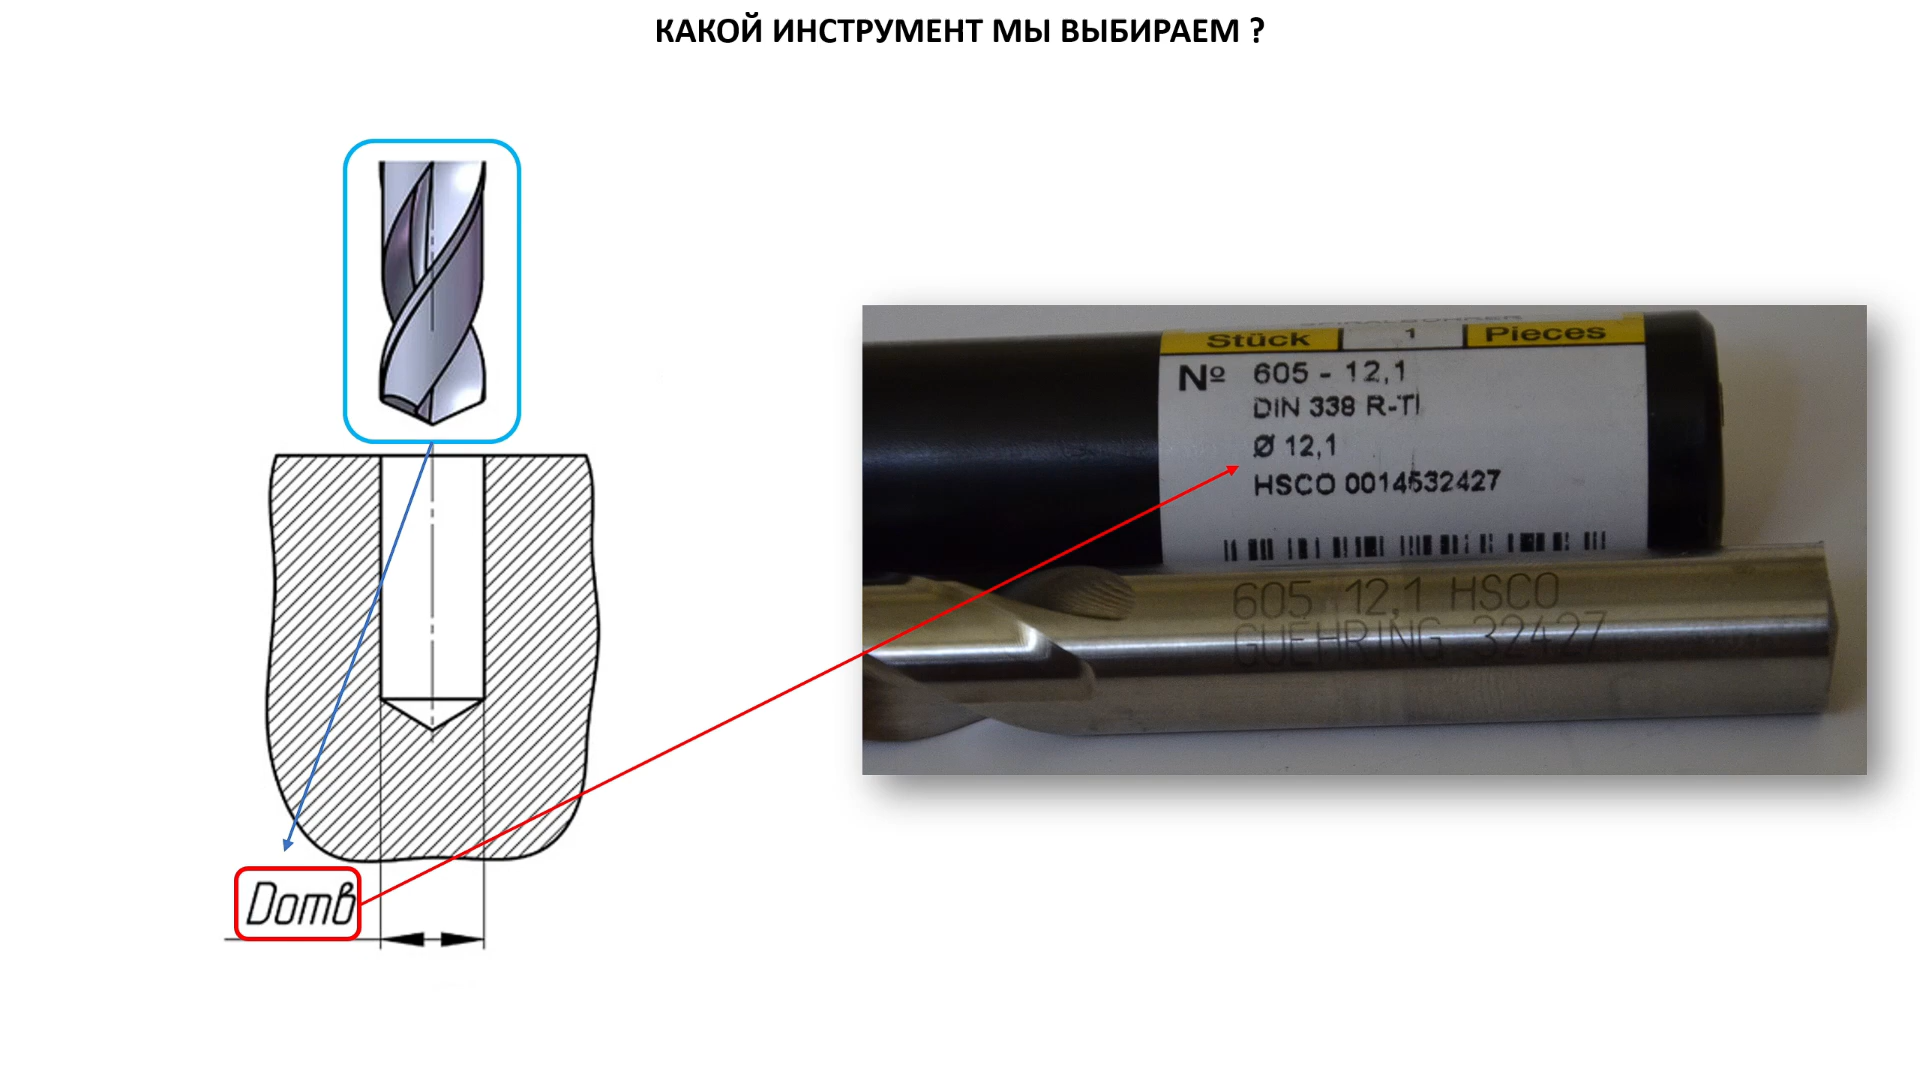 КАКОЙ ИНСТРУМЕНТ МЫ ВЫБИРАЕМ ?
Stück 1 Pieces
Nº 605 - 12,1
DIN 338 R-TI
Ø 12,1
HSCO 0014532427
605 12,1 HSCO
GUEHRING 32427
Dотв